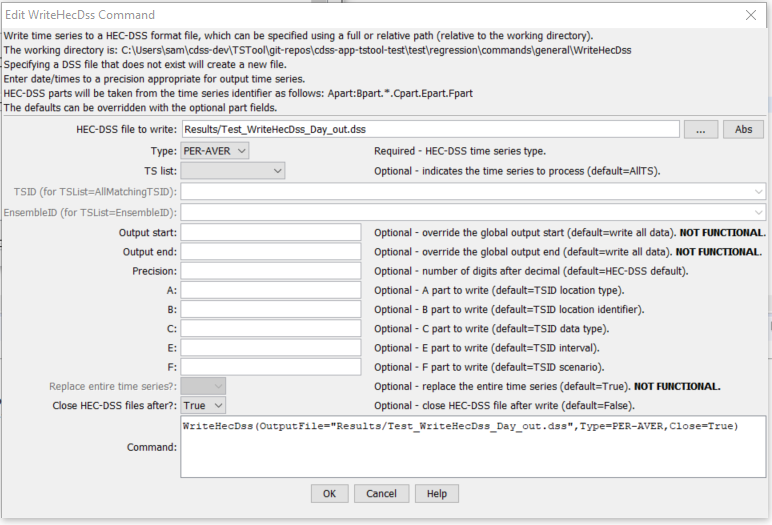 Edit WriteHecDss Command
Write time series to a HEC-DSS format file, which can be specified using a full or relative path (relative to the working directory).
The working directory is: C:\Users\sam\cdss-dev\TSTool\git-repos\cdss-app-tstool-test\test\regression\commands\general\WriteHecDss
Specifying a DSS file that does not exist will create a new file.
Enter date/times to a precision appropriate for output time series.
HEC-DSS parts will be taken from the time series identifier as follows: Apart:Bpart.*.Cpart.Epart.Fpart
The defaults can be overridden with the optional part fields.
HEC-DSS file to write: Results/Test_WriteHecDss_Day_out.dss ... Abs
Type: PER-AVER Required - HEC-DSS time series type.
TS list: Optional - indicates the time series to process (default=AllTS).
TSID (for TSList=AllMatchingTSID):
EnsembleID (for TSList=EnsembleID):
Output start: Optional - override the global output start (default=write all data). NOT FUNCTIONAL.
Output end: Optional - override the global output end (default=write all data). NOT FUNCTIONAL.
Precision: Optional - number of digits after decimal (default=HEC-DSS default).
A: Optional - A part to write (default=TSID location type).
B: Optional - B part to write (default=TSID location identifier).
C: Optional - C part to write (default=TSID data type).
E: Optional - E part to write (default=TSID interval).
F: Optional - F part to write (default=TSID scenario).
Replace entire time series?: Optional - replace the entire time series (default=True). NOT FUNCTIONAL.
Close HEC-DSS files after?: True Optional - close HEC-DSS file after write (default=False).
Command: WriteHecDss(OutputFile="Results/Test_WriteHecDss_Day_out.dss",Type=PER-AVER,Close=True)
OK Cancel Help